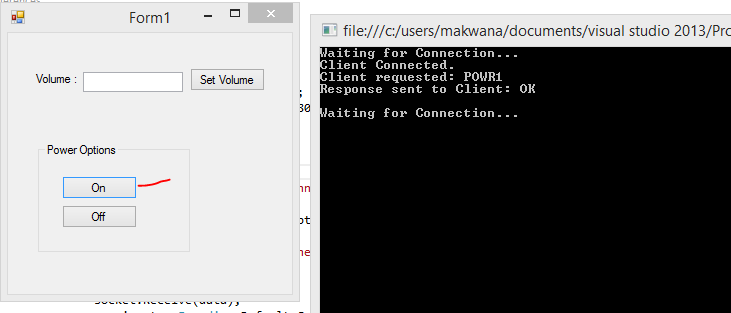 Form1
Volume :
Set Volume
Power Options
On
Off
file:///c:/users/makwana/documents/visual studio 2013/Pro
Waiting for Connection...
Client Connected.
Client requested: POWR1
Response sent to Client: OK
Waiting for Connection...